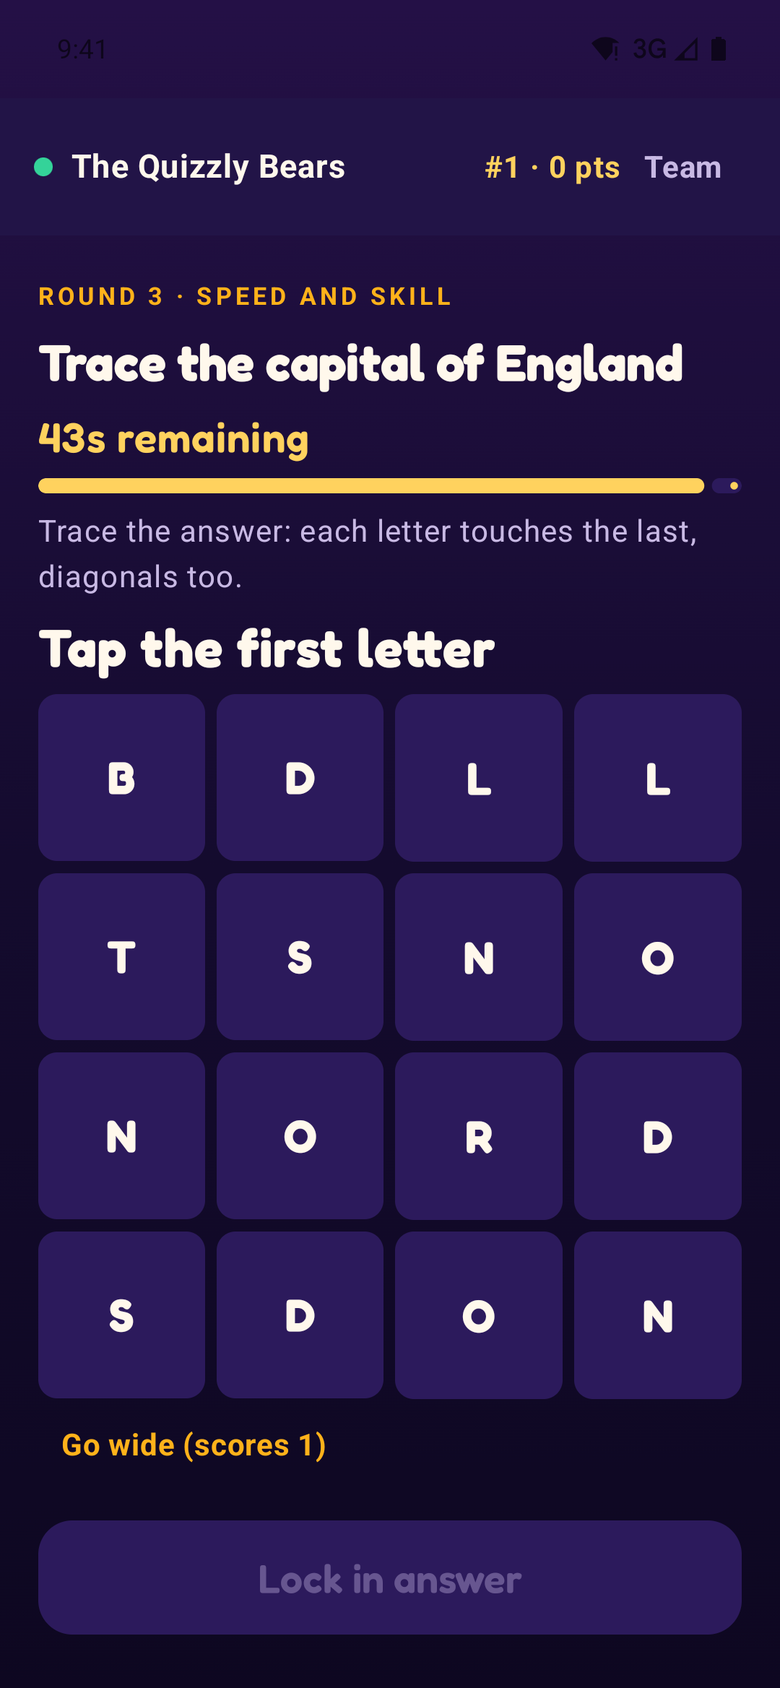 9:41
3G
The Quizzly Bears
#1 · 0 pts
Team
ROUND 3 · SPEED AND SKILL
Trace the capital of England
43s remaining
Trace the answer: each letter touches the last,
diagonals too.
Tap the first letter
B D L L
T S N O
N O R D
S D O N
Go wide (scores 1)
Lock in answer